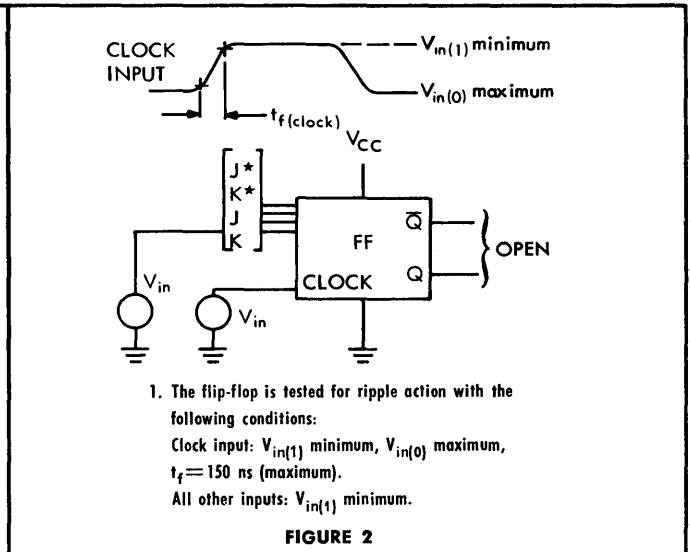 CLOCK
INPUT
V_in(1) minimum
V_in(0) maximum
t_f(clock)
V_CC
J*
K*
J
K
Q̅
FF
OPEN
CLOCK
Q
V_in
V_in
1. The flip-flop is tested for ripple action with the
following conditions:
Clock input: V_in(1) minimum, V_in(0) maximum,
t_f = 150 ns (maximum).
All other inputs: V_in(1) minimum.
FIGURE 2